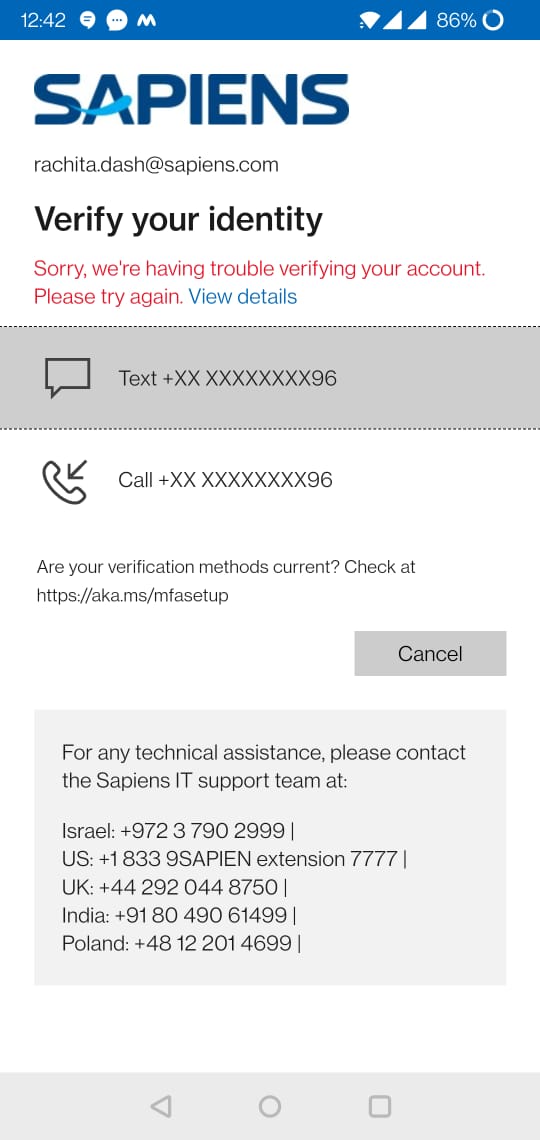 12:42 86%
SAPIENS
rachita.dash@sapiens.com
Verify your identity
Sorry, we're having trouble verifying your account.
Please try again. View details
Text +XX XXXXXXXX96
Call +XX XXXXXXXX96
Are your verification methods current? Check at
https://aka.ms/mfasetup
Cancel
For any technical assistance, please contact
the Sapiens IT support team at:
Israel: +972 3 790 2999 |
US: +1 833 9SAPIEN extension 7777 |
UK: +44 292 044 8750 |
India: +91 80 490 61499 |
Poland: +48 12 201 4699 |